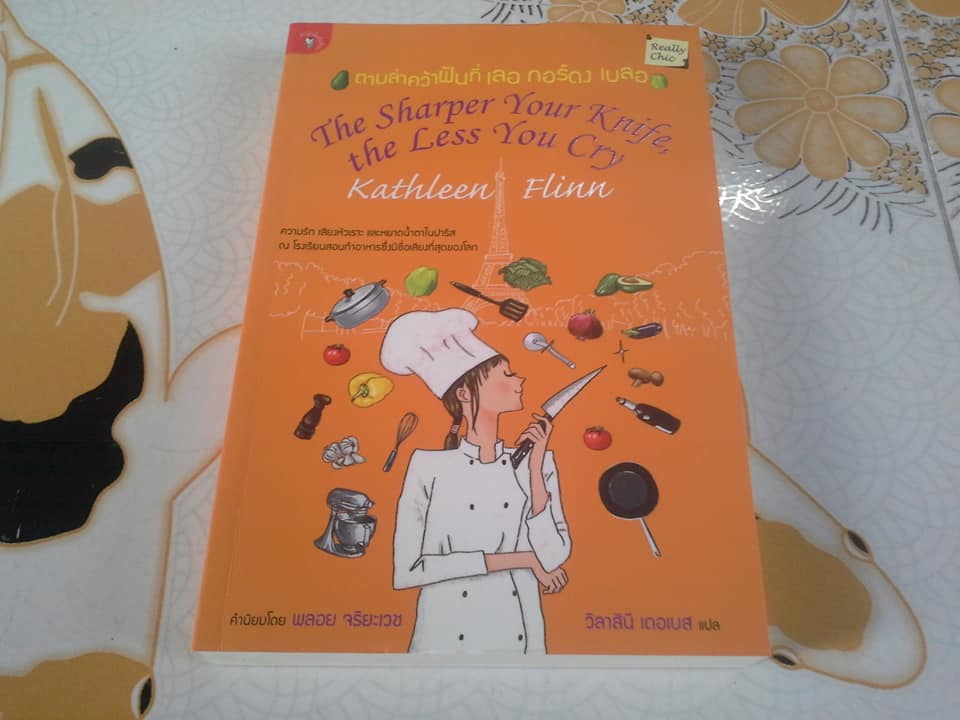 Really
Chic
ตามล่าคว้าฝันที่ เลอ กอร์ดง เบลอ
The Sharper Your Knife,
the Less You Cry
Kathleen Flinn
ความรัก เสียงหัวเราะ และหยาดน้ำตาในปารีส
ณ โรงเรียนสอนทำอาหารซึ่งมีชื่อเสียงที่สุดของโลก
คำนิยมโดย พลอย จริยะเวช
วิลาสินี เดอเบส แปล